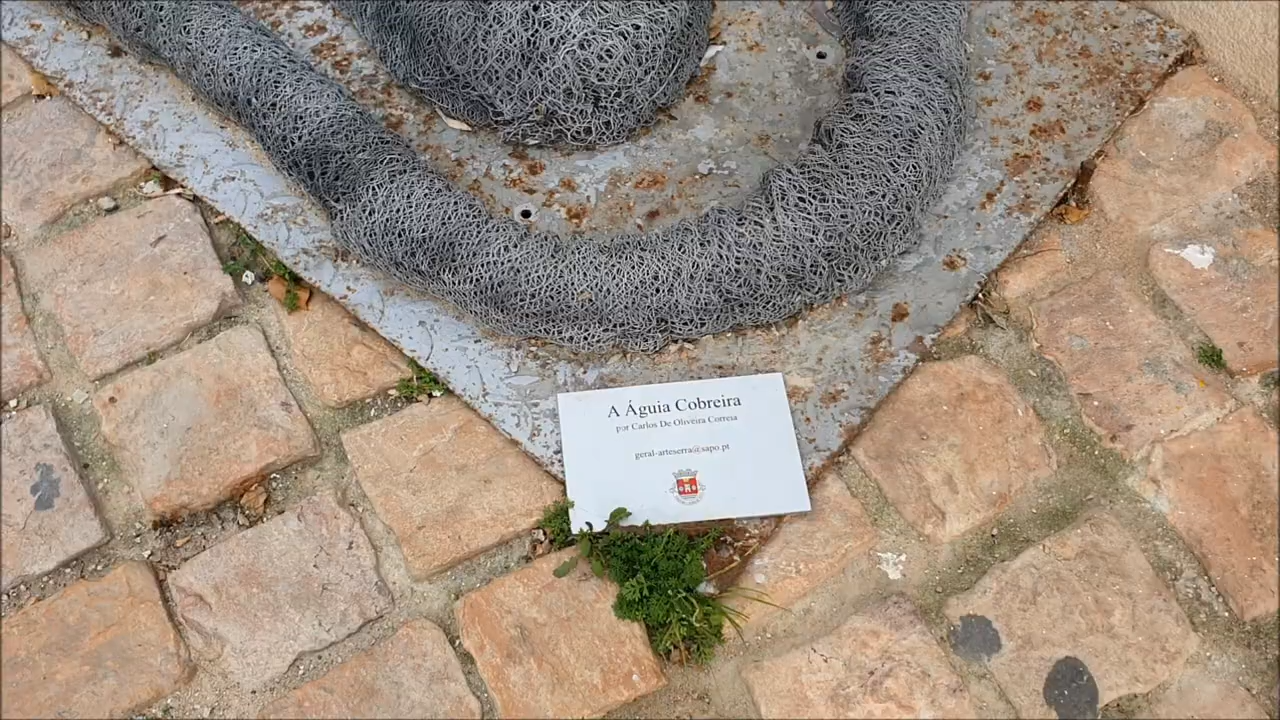 A Águia Cobreira
por Carlos De Oliveira Correia
geral-arteserra@sapo.pt